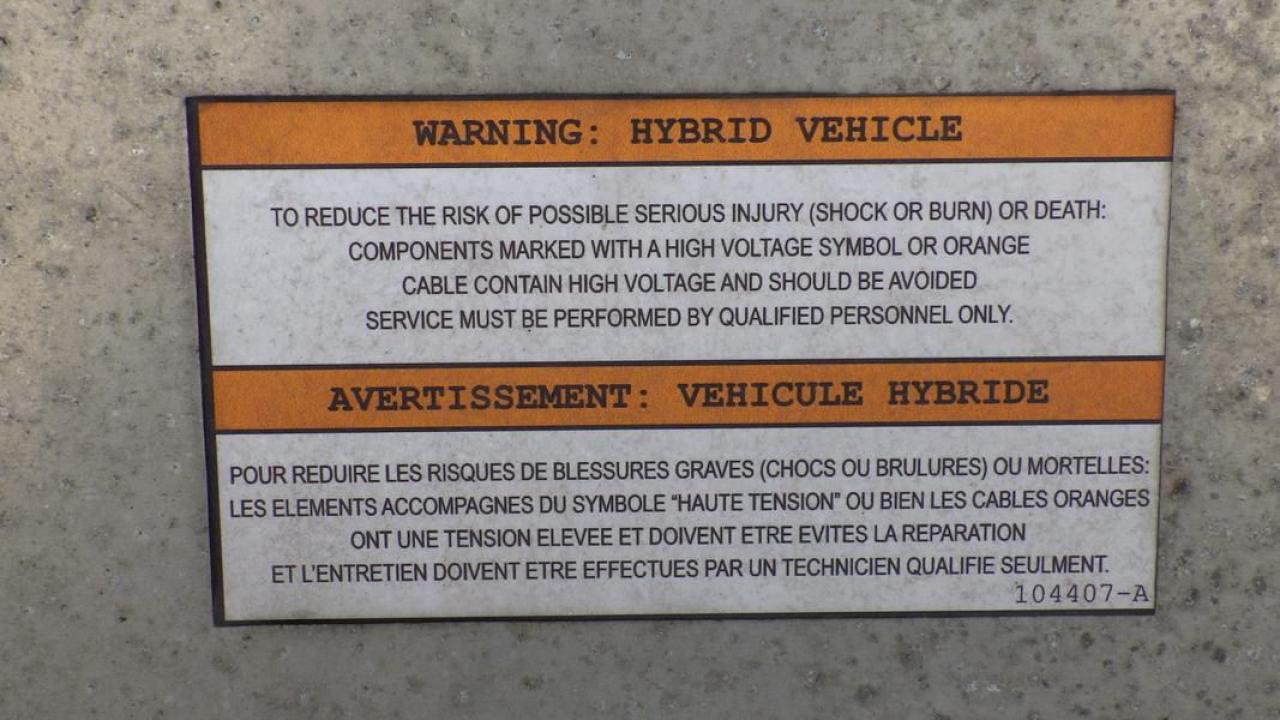 WARNING: HYBRID VEHICLE
TO REDUCE THE RISK OF POSSIBLE SERIOUS INJURY (SHOCK OR BURN) OR DEATH:
COMPONENTS MARKED WITH A HIGH VOLTAGE SYMBOL OR ORANGE
CABLE CONTAIN HIGH VOLTAGE AND SHOULD BE AVOIDED
SERVICE MUST BE PERFORMED BY QUALIFIED PERSONNEL ONLY.
AVERTISSEMENT: VEHICULE HYBRIDE
POUR REDUIRE LES RISQUES DE BLESSURES GRAVES (CHOCS OU BRULURES) OU MORTELLES:
LES ELEMENTS ACCOMPAGNES DU SYMBOLE “HAUTE TENSION” OU BIEN LES CABLES ORANGES
ONT UNE TENSION ELEVEE ET DOIVENT ETRE EVITES LA REPARATION
ET L'ENTRETIEN DOIVENT ETRE EFFECTUES PAR UN TECHNICIEN QUALIFIE SEULMENT.
104407-A